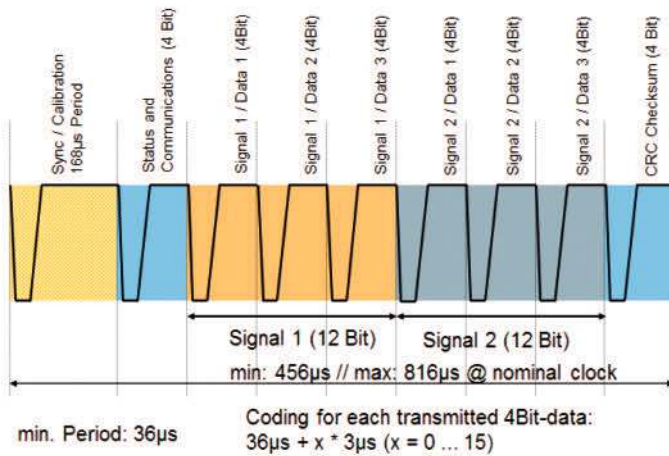 Sync / Calibration
168µs Period
Status and
Communications (4 Bit)
Signal 1 / Data 1 (4Bit)
Signal 1 / Data 2 (4Bit)
Signal 1 / Data 3 (4Bit)
Signal 2 / Data 1 (4Bit)
Signal 2 / Data 2 (4Bit)
Signal 2 / Data 3 (4Bit)
CRC Checksum (4 Bit)
Signal 1 (12 Bit)
Signal 2 (12 Bit)
min: 456µs // max: 816µs @ nominal clock
min. Period: 36µs
Coding for each transmitted 4Bit-data:
36µs + x * 3µs (x = 0 ... 15)